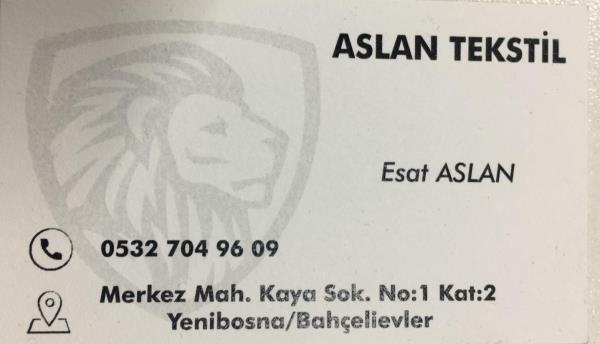 ASLAN TEKSTİL
Esat ASLAN
0532 704 96 09
Merkez Mah. Kaya Sok. No:1 Kat:2
Yenibosna/Bahçelievler